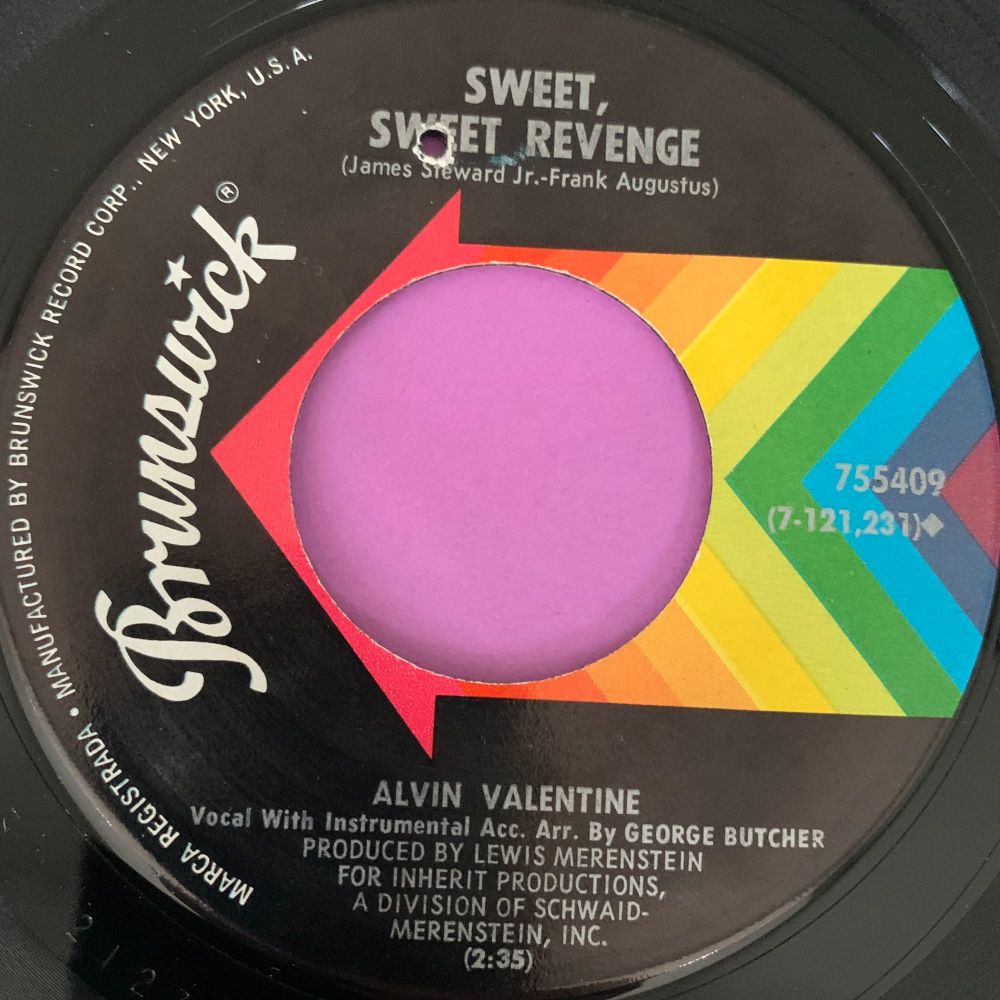 SWEET,
SWEET REVENGE
(James Steward Jr.-Frank Augustus)
Brunswick®
MARCA REGISTRADA • MANUFACTURED BY BRUNSWICK RECORD CORP., NEW YORK, U.S.A.
755409
(7-121,231)◆
ALVIN VALENTINE
Vocal With Instrumental Acc. Arr. By GEORGE BUTCHER
PRODUCED BY LEWIS MERENSTEIN
FOR INHERIT PRODUCTIONS,
A DIVISION OF SCHWAID-
MERENSTEIN, INC.
(2:35)